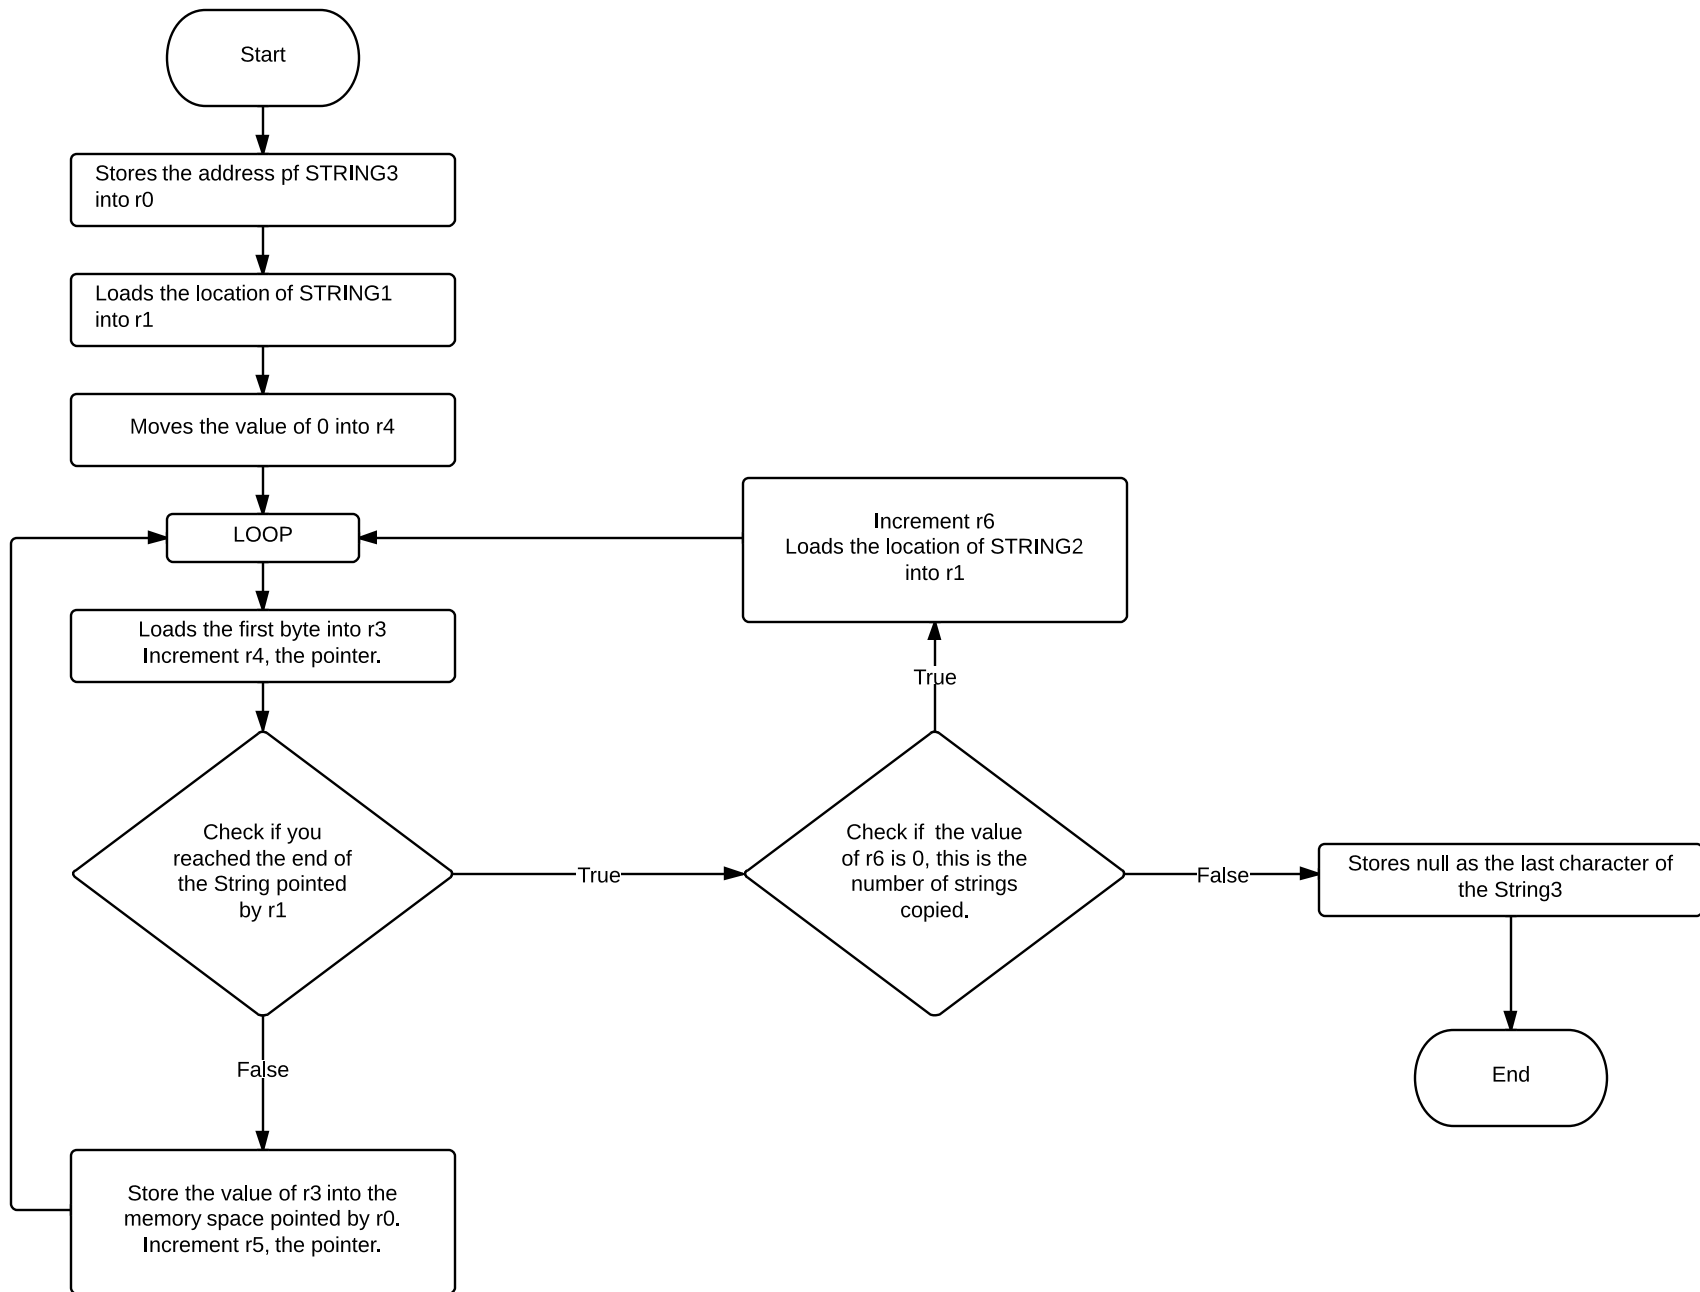 Start
Stores the address pf STRING3
into r0
Loads the location of STRING1
into r1
Moves the value of 0 into r4
LOOP
Increment r6
Loads the location of STRING2
into r1
Loads the first byte into r3
Increment r4, the pointer.
True
Check if you
reached the end of
the String pointed
by r1
True
Check if  the value
of r6 is 0, this is the
number of strings
copied.
False
Stores null as the last character of
the String3
False
End
Store the value of r3 into the
memory space pointed by r0.
Increment r5, the pointer.